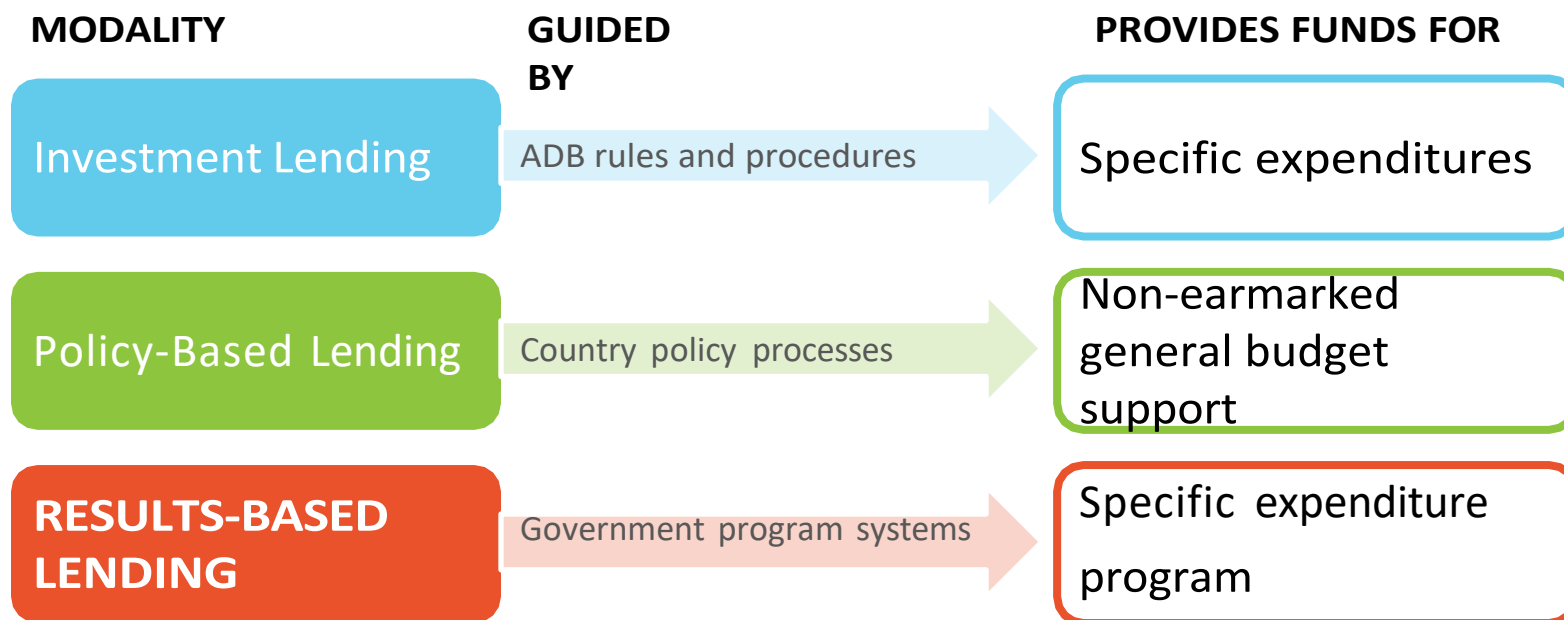 MODALITY
GUIDED
BY
PROVIDES FUNDS FOR
Investment Lending
ADB rules and procedures
Specific expenditures
Policy-Based Lending
Country policy processes
Non-earmarked
general budget
support
RESULTS-BASED
LENDING
Government program systems
Specific expenditure
program